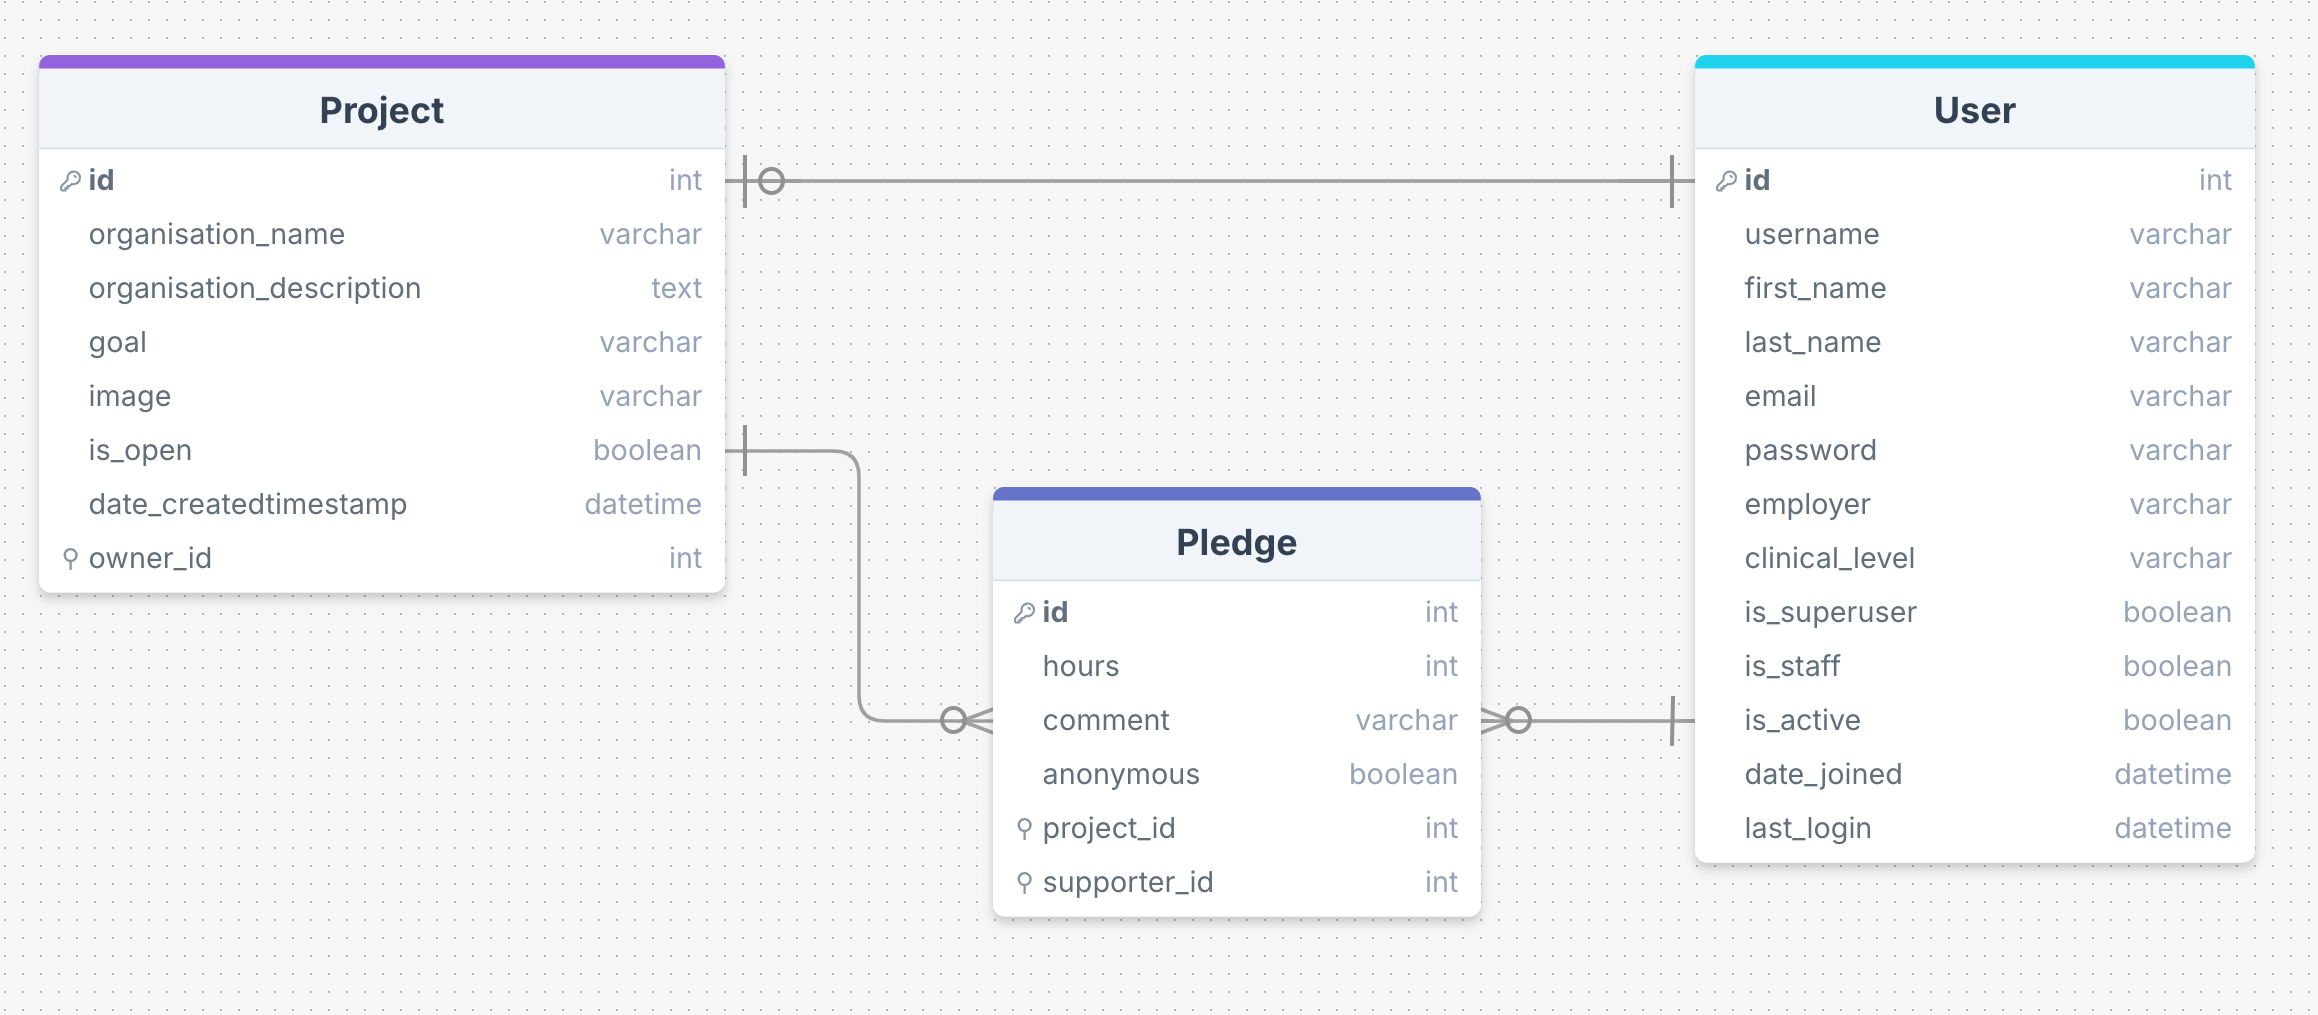 Project
id int
organisation_name varchar
organisation_description text
goal varchar
image varchar
is_open boolean
date_createdtimestamp datetime
owner_id int
Pledge
id int
hours int
comment varchar
anonymous boolean
project_id int
supporter_id int
User
id int
username varchar
first_name varchar
last_name varchar
email varchar
password varchar
employer varchar
clinical_level varchar
is_superuser boolean
is_staff boolean
is_active boolean
date_joined datetime
last_login datetime